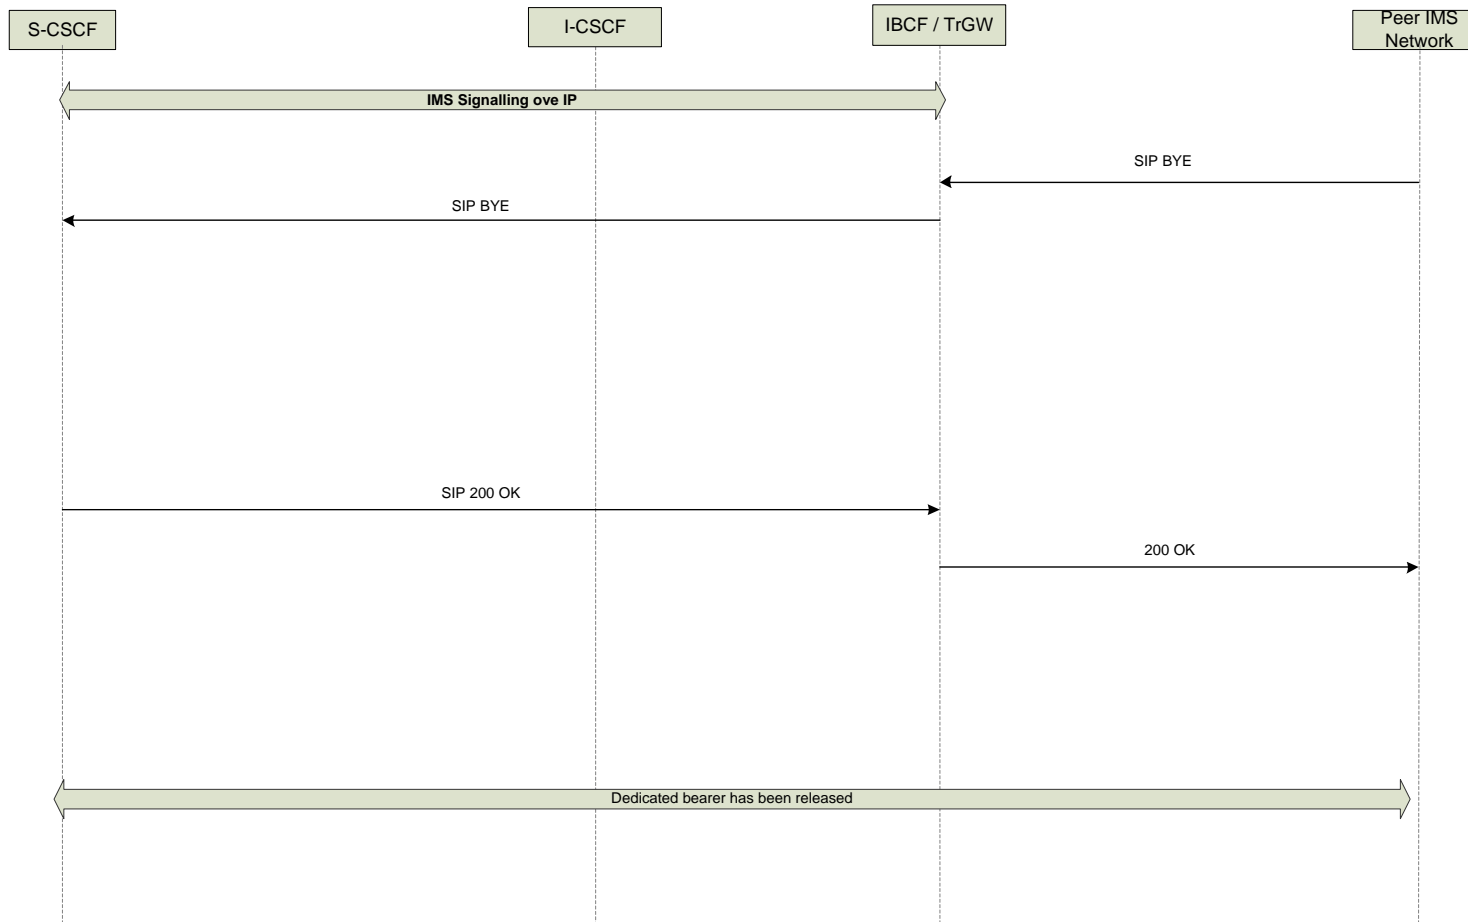 S-CSCF
I-CSCF
IBCF / TrGW
Peer IMS
Network
IMS Signalling ove IP
SIP BYE
SIP BYE
SIP 200 OK
200 OK
Dedicated bearer has been released